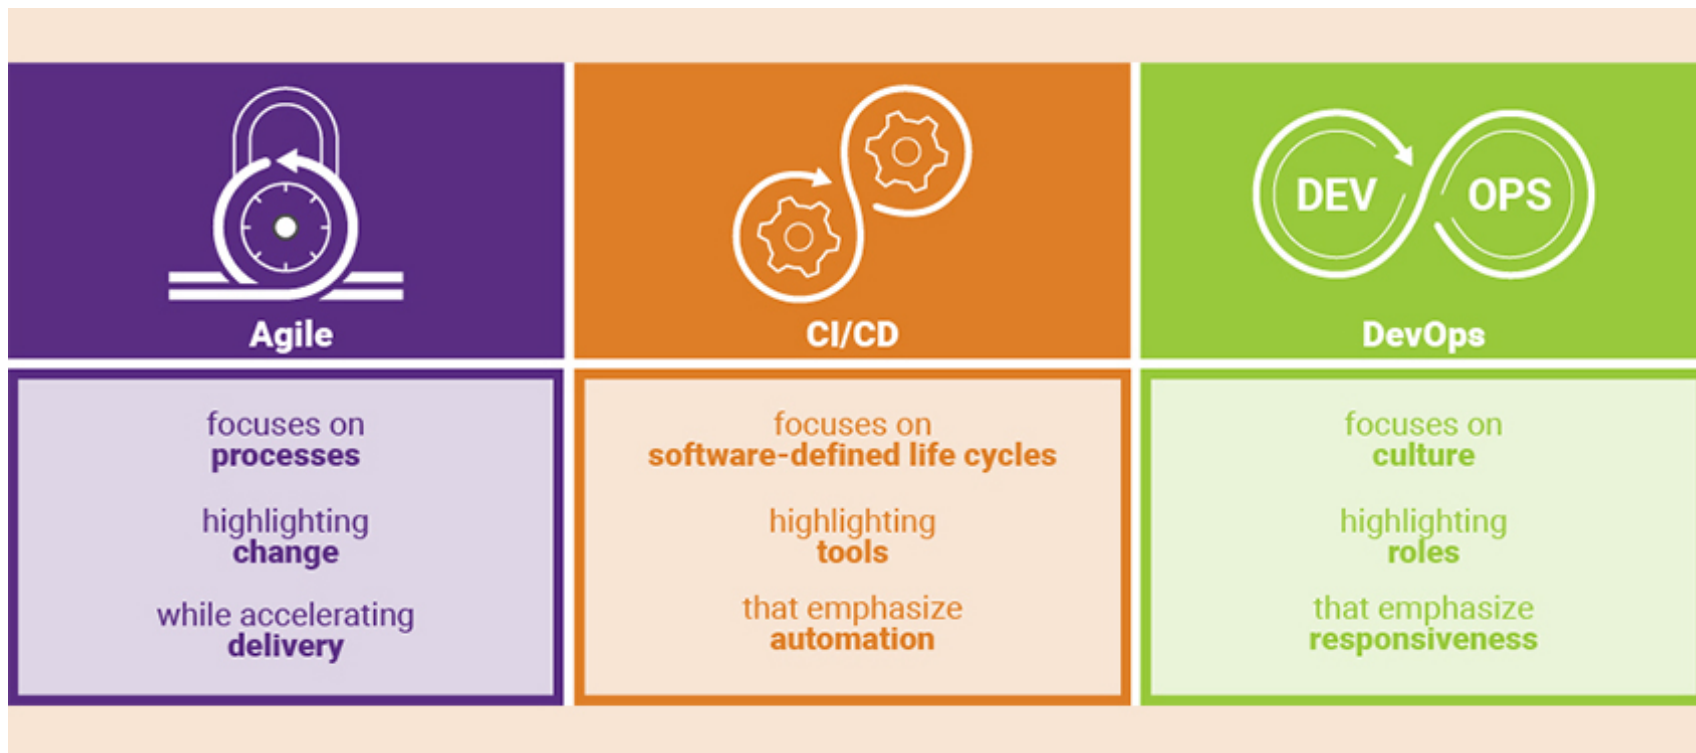 Agile
focuses on
processes
highlighting
change
while accelerating
delivery
CI/CD
focuses on
software-defined life cycles
highlighting
tools
that emphasize
automation
DEV OPS
DevOps
focuses on
culture
highlighting
roles
that emphasize
responsiveness